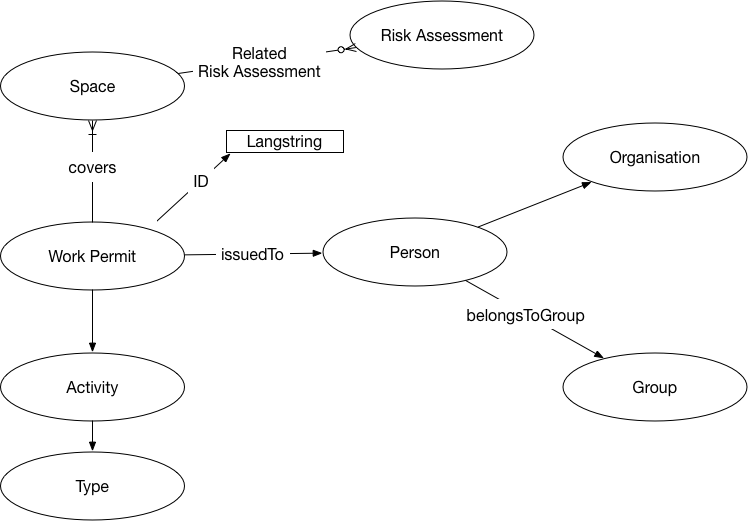 Risk Assessment
Related
Risk Assessment
Space
Langstring
Organisation
covers
ID
Work Permit
issuedTo
Person
belongsToGroup
Activity
Group
Type